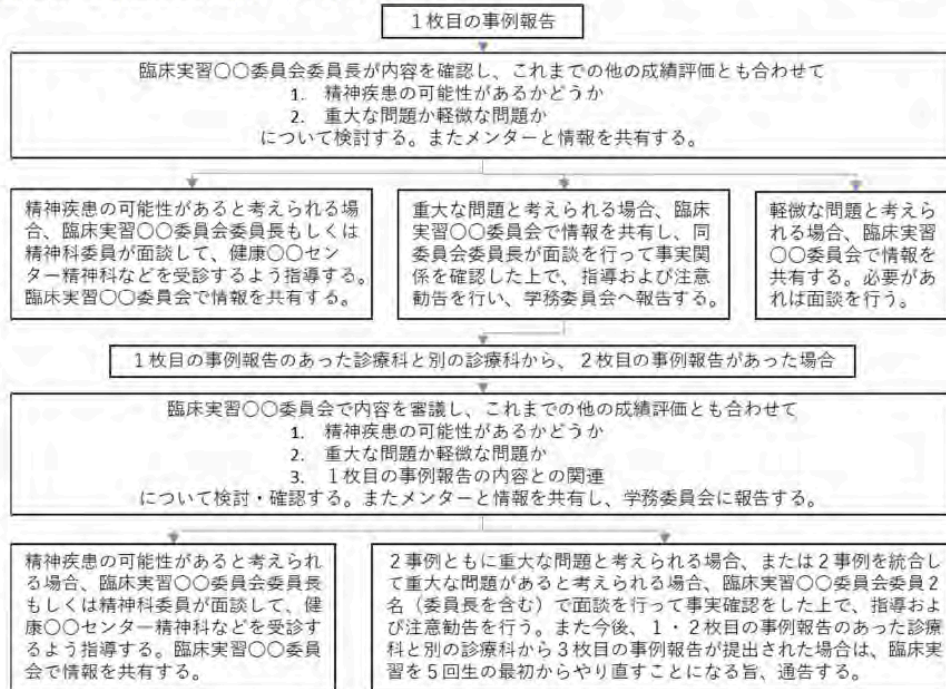 1枚目の事例報告
臨床実習〇〇委員会委員長が内容を確認し、これまでの他の成績評価とも合わせて
1. 精神疾患の可能性があるかどうか
2. 重大な問題か軽微な問題か
について検討する。またメンターと情報を共有する。
精神疾患の可能性があると考えられる場
合、臨床実習〇〇委員会委員長もしくは
精神科委員が面談して、健康〇〇セン
ター精神科などを受診するよう指導する。
臨床実習〇〇委員会で情報を共有する。
重大な問題と考えられる場合、臨床
実習〇〇委員会で情報を共有し、同
委員会委員長が面談を行って事実関
係を確認した上で、指導および注意
勧告を行い、学務委員会へ報告する。
軽微な問題と考えら
れる場合、臨床実習
〇〇委員会で情報を
共有する。必要があ
れば面談を行う。
1枚目の事例報告のあった診療科と別の診療科から、2枚目の事例報告があった場合
臨床実習〇〇委員会で内容を審議し、これまでの他の成績評価とも合わせて
1. 精神疾患の可能性があるかどうか
2. 重大な問題か軽微な問題か
3. 1枚目の事例報告の内容との関連
について検討・確認する。またメンターと情報を共有し、学務委員会に報告する。
精神疾患の可能性があると考えられ
る場合、臨床実習〇〇委員会委員長
もしくは精神科委員が面談して、健
康〇〇センター精神科などを受診す
るよう指導する。臨床実習〇〇委員
会で情報を共有する。
2事例ともに重大な問題と考えられる場合、または2事例を統合し
て重大な問題があると考えられる場合、臨床実習〇〇委員会委員2
名(委員長を含む)で面談を行って事実確認をした上で、指導およ
び注意勧告を行う。また今後、1・2枚目の事例報告のあった診療
科と別の診療科から3枚目の事例報告が提出された場合は、臨床実
習を5回生の最初からやり直すことになる旨、通告する。